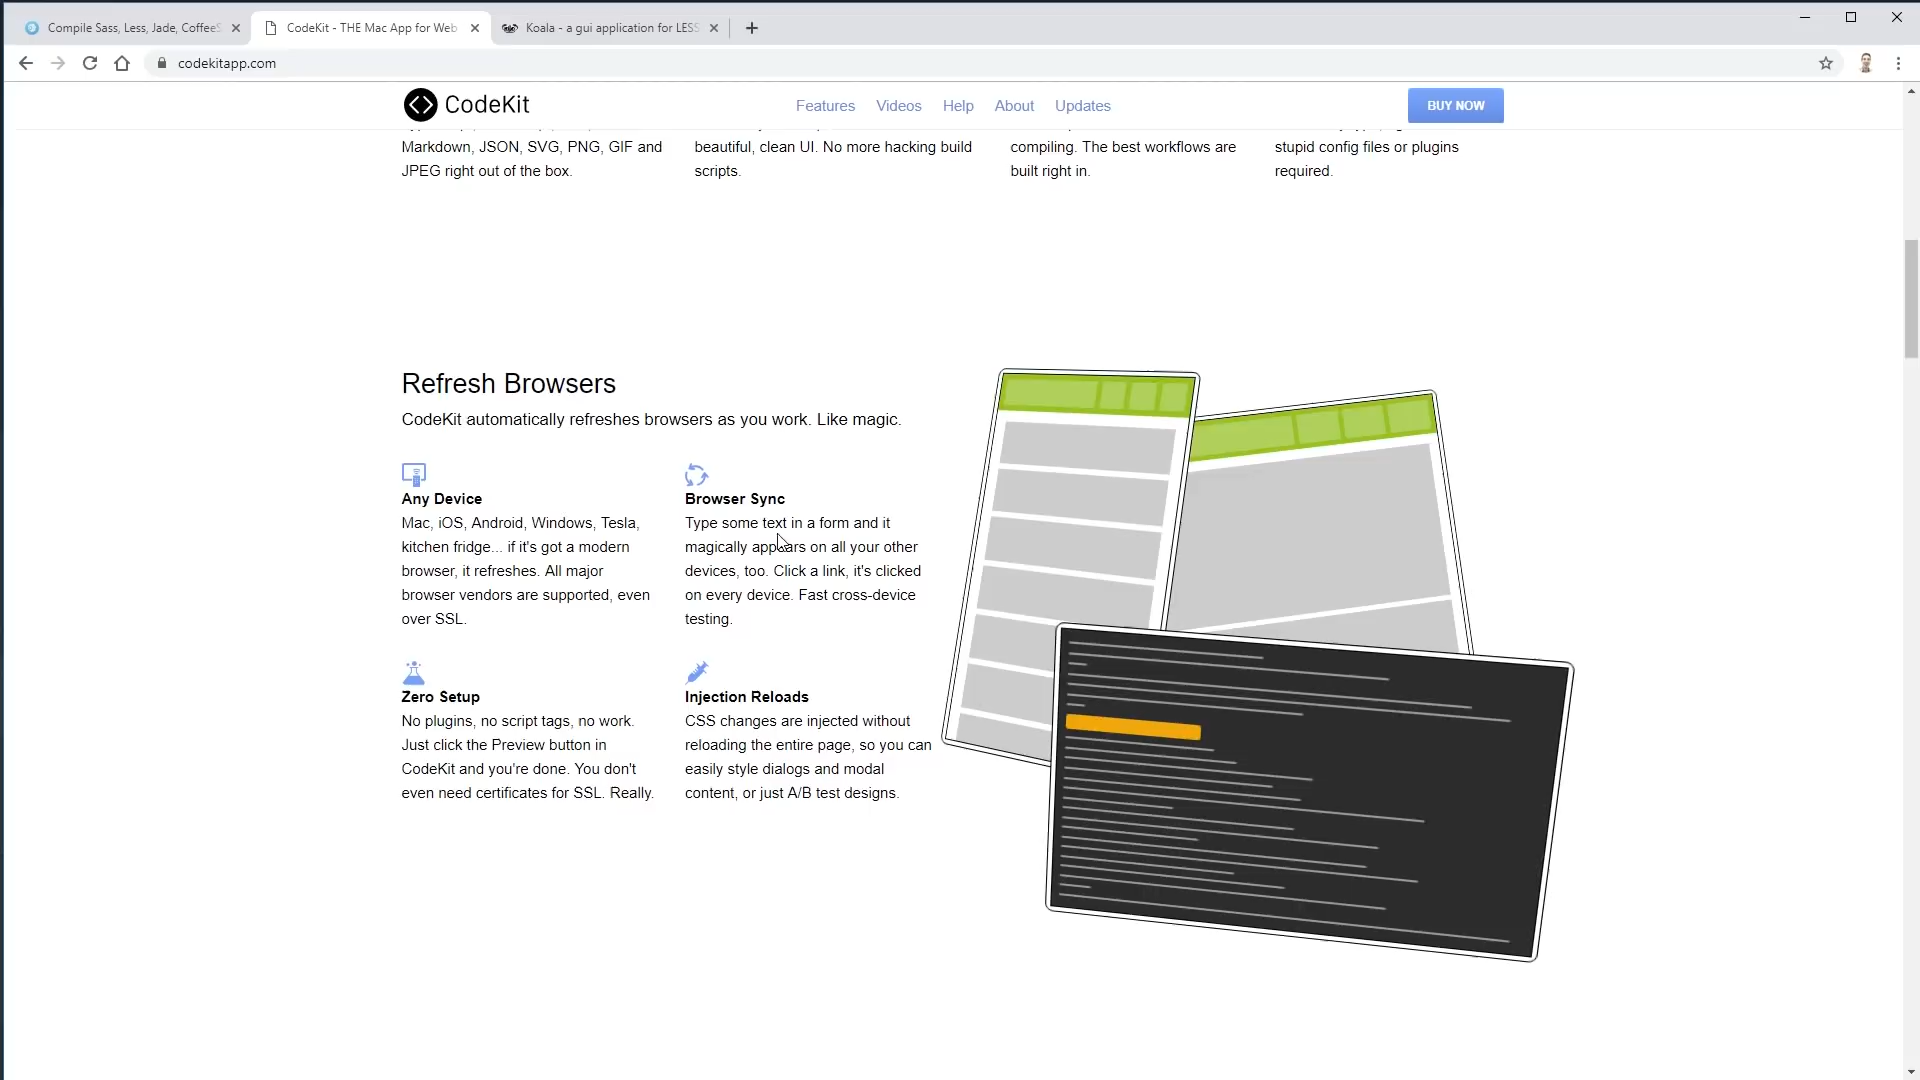 Compile Sass, Less, Jade, CoffeeS
CodeKit - THE Mac App for Web
Koala - a gui application for LESS
codekitapp.com
CodeKit
Features
Videos
Help
About
Updates
BUY NOW
Markdown, JSON, SVG, PNG, GIF and
JPEG right out of the box.
beautiful, clean UI. No more hacking build
scripts.
compiling. The best workflows are
built right in.
stupid config files or plugins
required.
Refresh Browsers
CodeKit automatically refreshes browsers as you work. Like magic.
Any Device
Mac, iOS, Android, Windows, Tesla,
kitchen fridge... if it's got a modern
browser, it refreshes. All major
browser vendors are supported, even
over SSL.
Browser Sync
Type some text in a form and it
magically appears on all your other
devices, too. Click a link, it's clicked
on every device. Fast cross-device
testing.
Zero Setup
No plugins, no script tags, no work.
Just click the Preview button in
CodeKit and you're done. You don't
even need certificates for SSL. Really.
Injection Reloads
CSS changes are injected without
reloading the entire page, so you can
easily style dialogs and modal
content, or just A/B test designs.